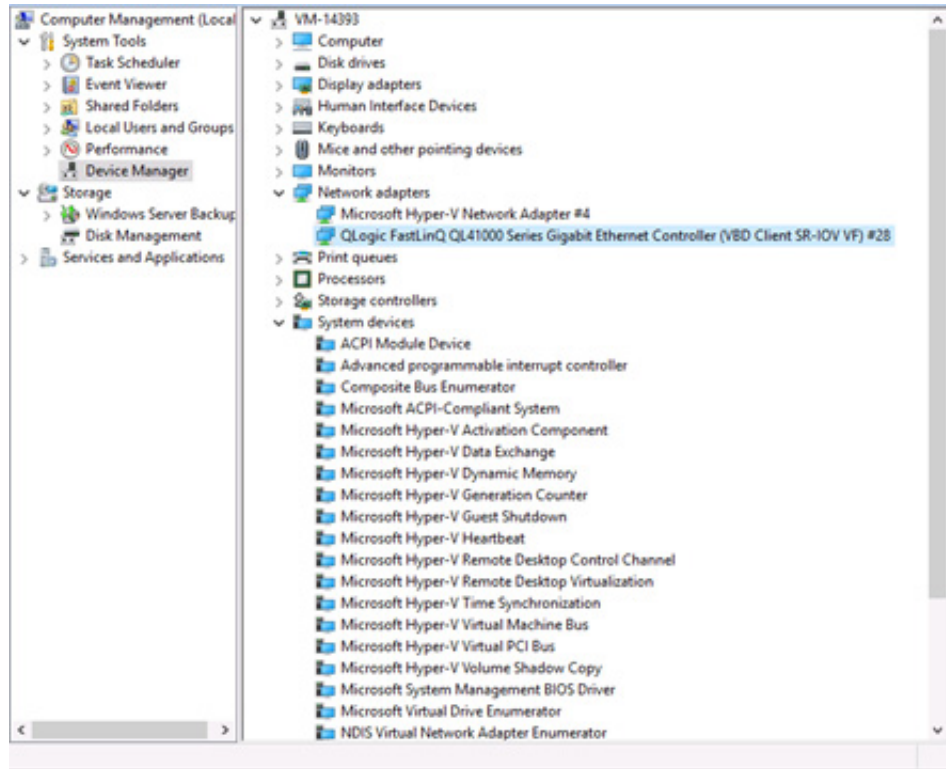 Computer Management (Local
System Tools
Task Scheduler
Event Viewer
Shared Folders
Local Users and Groups
Performance
Device Manager
Storage
Windows Server Backup
Disk Management
Services and Applications
VM-14393
Computer
Disk drives
Display adapters
Human Interface Devices
Keyboards
Mice and other pointing devices
Monitors
Network adapters
Microsoft Hyper-V Network Adapter #4
QLogic FastLinQ QL41000 Series Gigabit Ethernet Controller (VBD Client SR-IOV VF) #28
Print queues
Processors
Storage controllers
System devices
ACPI Module Device
Advanced programmable interrupt controller
Composite Bus Enumerator
Microsoft ACPI-Compliant System
Microsoft Hyper-V Activation Component
Microsoft Hyper-V Data Exchange
Microsoft Hyper-V Dynamic Memory
Microsoft Hyper-V Generation Counter
Microsoft Hyper-V Guest Shutdown
Microsoft Hyper-V Heartbeat
Microsoft Hyper-V Remote Desktop Control Channel
Microsoft Hyper-V Remote Desktop Virtualization
Microsoft Hyper-V Time Synchronization
Microsoft Hyper-V Virtual Machine Bus
Microsoft Hyper-V Virtual PCI Bus
Microsoft Hyper-V Volume Shadow Copy
Microsoft System Management BIOS Driver
Microsoft Virtual Drive Enumerator
NDIS Virtual Network Adapter Enumerator